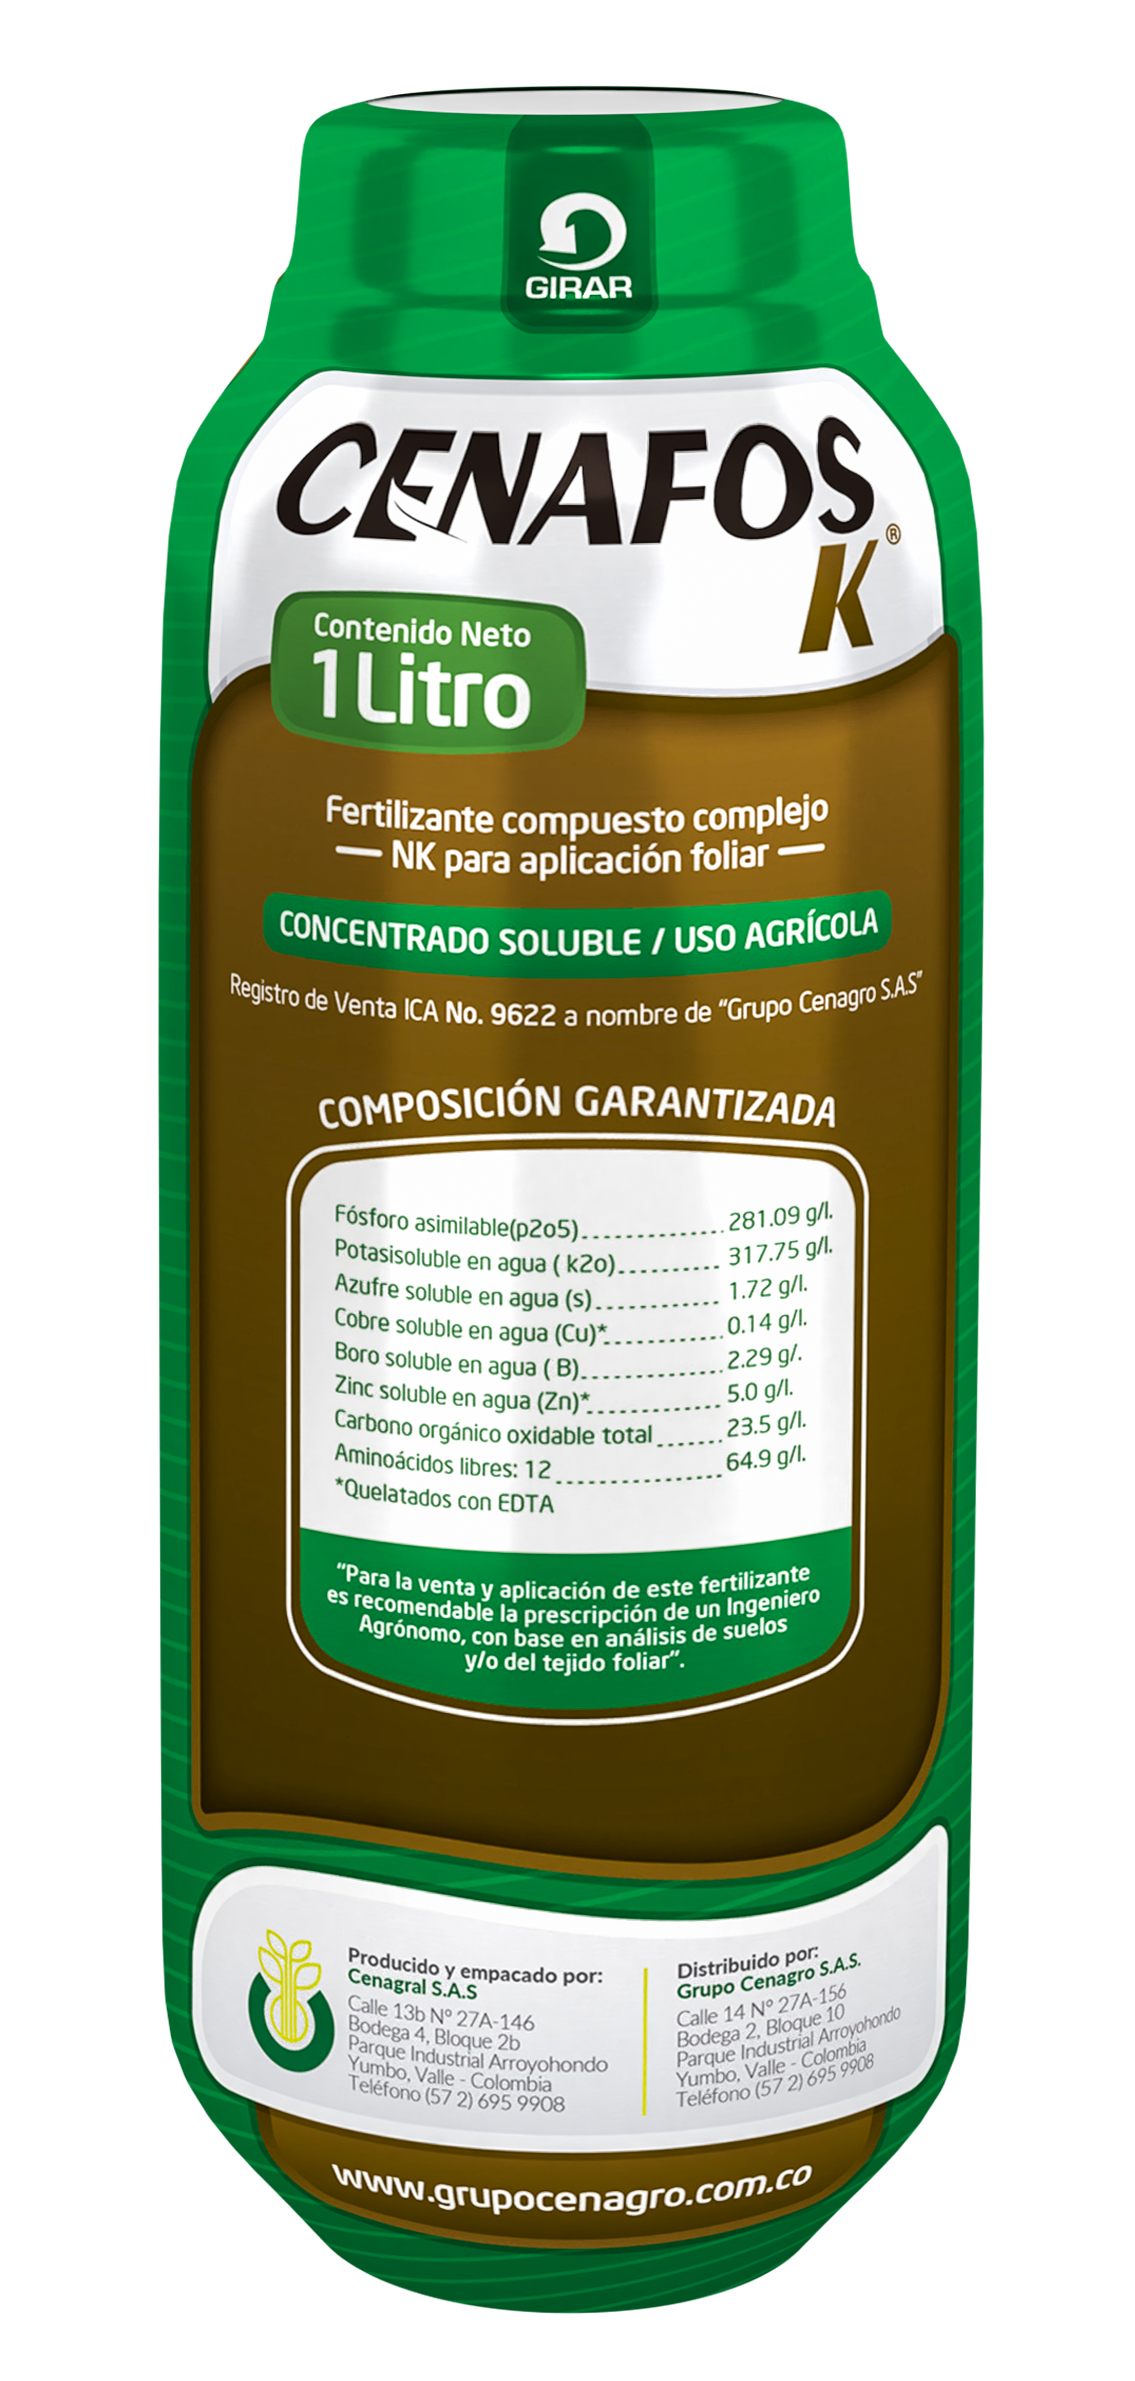 GIRAR
CENAFOS
K®
Contenido Neto
1 Litro
Fertilizante compuesto complejo
NK para aplicación foliar
CONCENTRADO SOLUBLE / USO AGRÍCOLA
Registro de Venta ICA No. 9622 a nombre de “Grupo Cenagro S.A.S”
COMPOSICIÓN GARANTIZADA
Fósforo asimilable(p2o5)............. 281.09 g/l.
Potasisoluble en agua ( k2o).......... 317.75 g/l.
Azufre soluble en agua (s)............ 1.72 g/l.
Cobre soluble en agua (Cu)*............ 0.14 g/l.
Boro soluble en agua ( B).............. 2.29 g/.
Zinc soluble en agua (Zn)*............. 5.0 g/l.
Carbono orgánico oxidable total ....... 23.5 g/l.
Aminoácidos libres: 12 ................ 64.9 g/l.
*Quelatados con EDTA
“Para la venta y aplicación de este fertilizante
es recomendable la prescripción de un Ingeniero
Agrónomo, con base en análisis de suelos
y/o del tejido foliar”.
Producido y empacado por:
Cenagral S.A.S
Calle 13b N° 27A-146
Bodega 4, Bloque 2b
Parque Industrial Arroyohondo
Yumbo, Valle - Colombia
Teléfono (57 2) 695 9908
Distribuido por:
Grupo Cenagro S.A.S.
Calle 14 N° 27A-156
Bodega 2, Bloque 10
Parque Industrial Arroyohondo
Yumbo, Valle - Colombia
Teléfono (57 2) 695 9908
www.grupocenagro.com.co